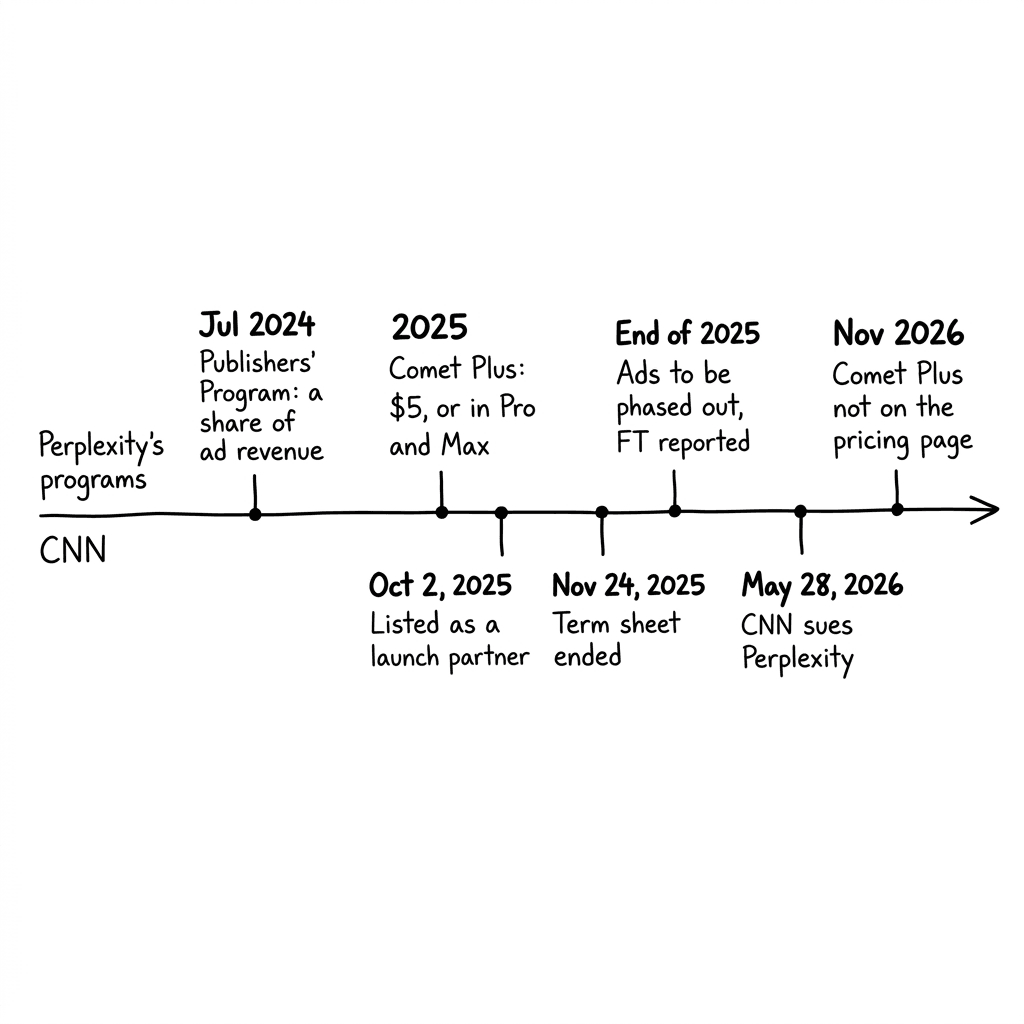 Jul 2024
Publishers'
Program: a
share of
ad revenue
2025
Comet Plus:
$5, or in Pro
and Max
End of 2025
Ads to be
phased out,
FT reported
Nov 2026
Comet Plus
not on the
pricing page
Perplexity's
programs
CNN
Oct 2, 2025
Listed as a
launch partner
Nov 24, 2025
Term sheet
ended
May 28, 2026
CNN sues
Perplexity